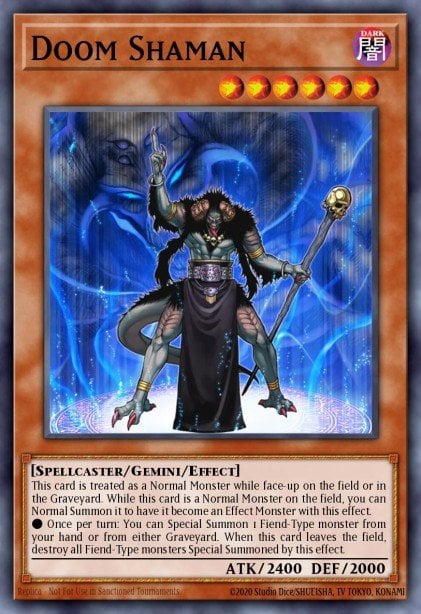 Doom Shaman
DARK
闇
[Spellcaster/Gemini/Effect]
This card is treated as a Normal Monster while face-up on the field or in
the Graveyard. While this card is a Normal Monster on the field, you can
Normal Summon it to have it become an Effect Monster with this effect.
● Once per turn: You can Special Summon 1 Fiend-Type monster from
your hand or from either Graveyard. When this card leaves the field,
destroy all Fiend-Type monsters Special Summoned by this effect.
ATK/2400 DEF/2000
Replica - Not For Use in Sanctioned Tournaments
©2020 Studio Dice/SHUEISHA, TV TOKYO, KONAMI